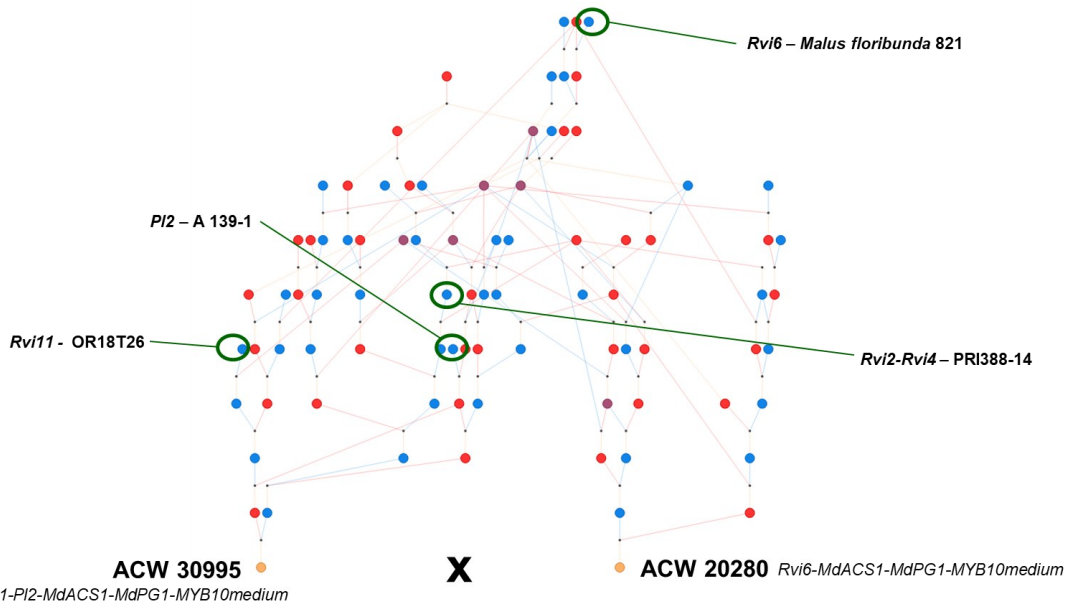 Rvi6 – Malus floribunda 821
Pl2 – A 139-1
Rvi11 - OR18T26
Rvi2-Rvi4 – PRI388-14
ACW 30995
X
ACW 20280 Rvi6-MdACS1-MdPG1-MYB10medium
1-Pl2-MdACS1-MdPG1-MYB10medium